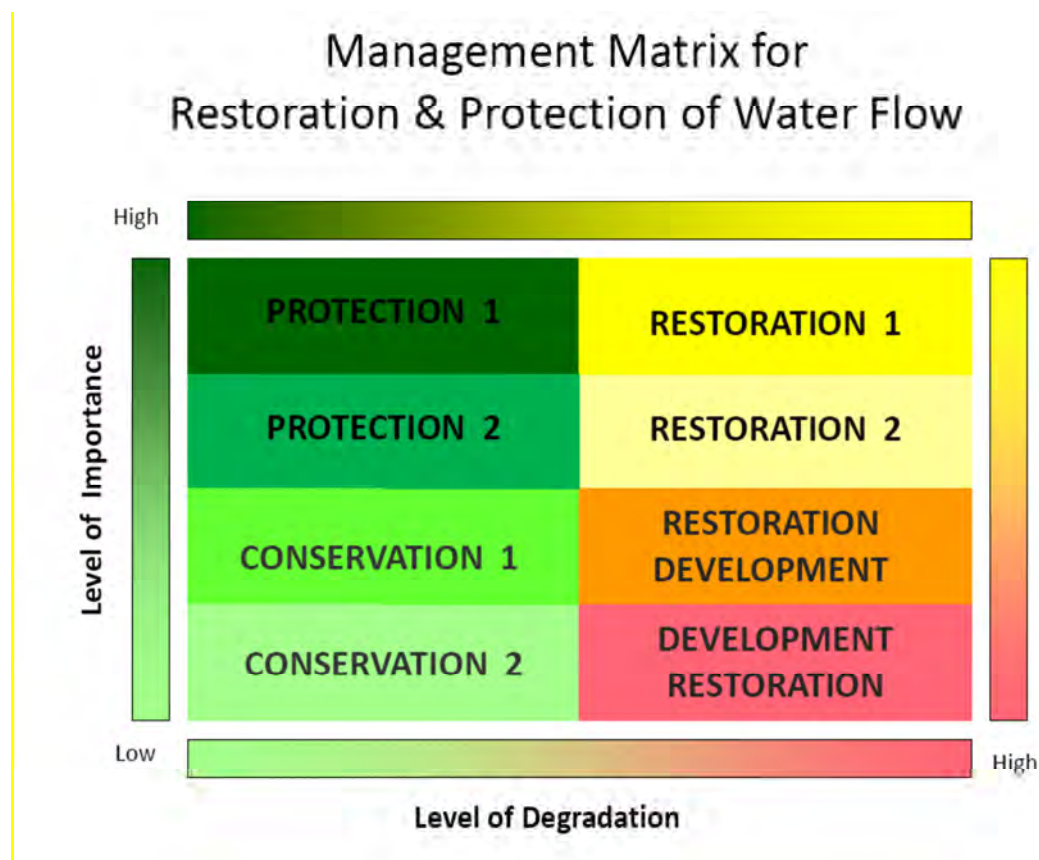 Management Matrix for
Restoration & Protection of Water Flow
High
PROTECTION 1
RESTORATION 1
PROTECTION 2
RESTORATION 2
Level of Importance
CONSERVATION 1
RESTORATION
DEVELOPMENT
CONSERVATION 2
DEVELOPMENT
RESTORATION
Low
High
Level of Degradation